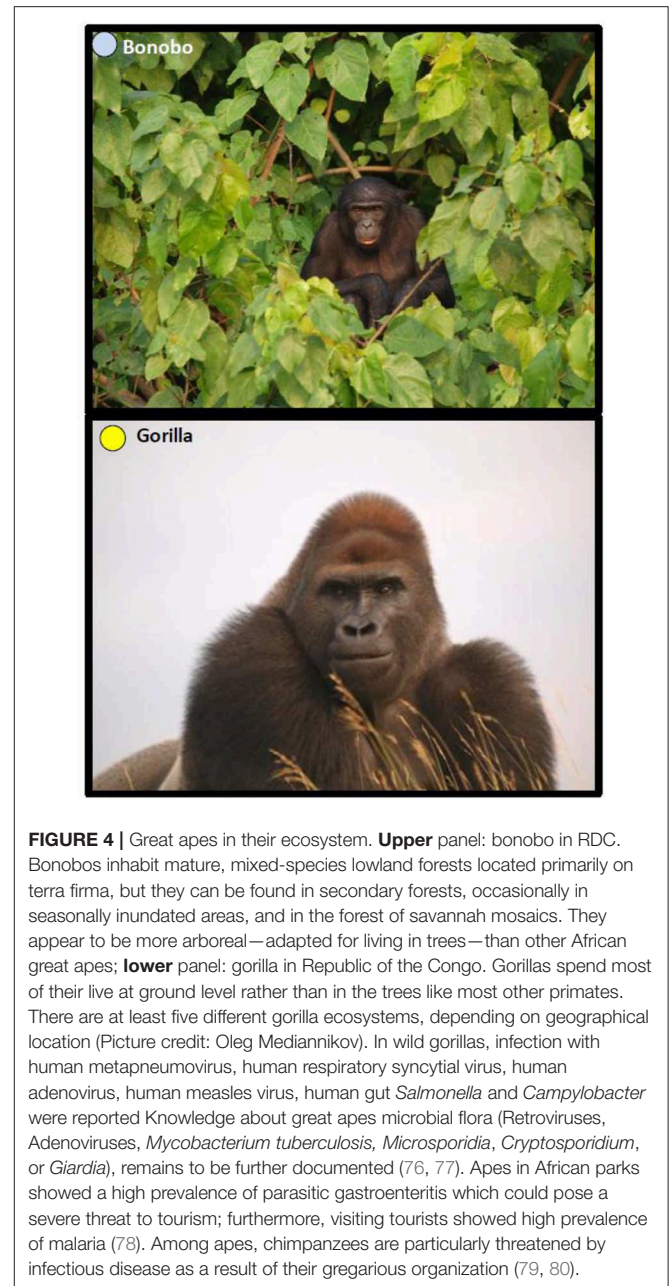 Bonobo
Gorilla
FIGURE 4 | Great apes in their ecosystem. Upper panel: bonobo in RDC.
Bonobos inhabit mature, mixed-species lowland forests located primarily on
terra firma, but they can be found in secondary forests, occasionally in
seasonally inundated areas, and in the forest of savannah mosaics. They
appear to be more arboreal—adapted for living in trees—than other African
great apes; lower panel: gorilla in Republic of the Congo. Gorillas spend most
of their live at ground level rather than in the trees like most other primates.
There are at least five different gorilla ecosystems, depending on geographical
location (Picture credit: Oleg Mediannikov). In wild gorillas, infection with
human metapneumovirus, human respiratory syncytial virus, human
adenovirus, human measles virus, human gut Salmonella and Campylobacter
were reported Knowledge about great apes microbial flora (Retroviruses,
Adenoviruses, Mycobacterium tuberculosis, Microsporidia, Cryptosporidium,
or Giardia), remains to be further documented (76, 77). Apes in African parks
showed a high prevalence of parasitic gastroenteritis which could pose a
severe threat to tourism; furthermore, visiting tourists showed high prevalence
of malaria (78). Among apes, chimpanzees are particularly threatened by
infectious disease as a result of their gregarious organization (79, 80).